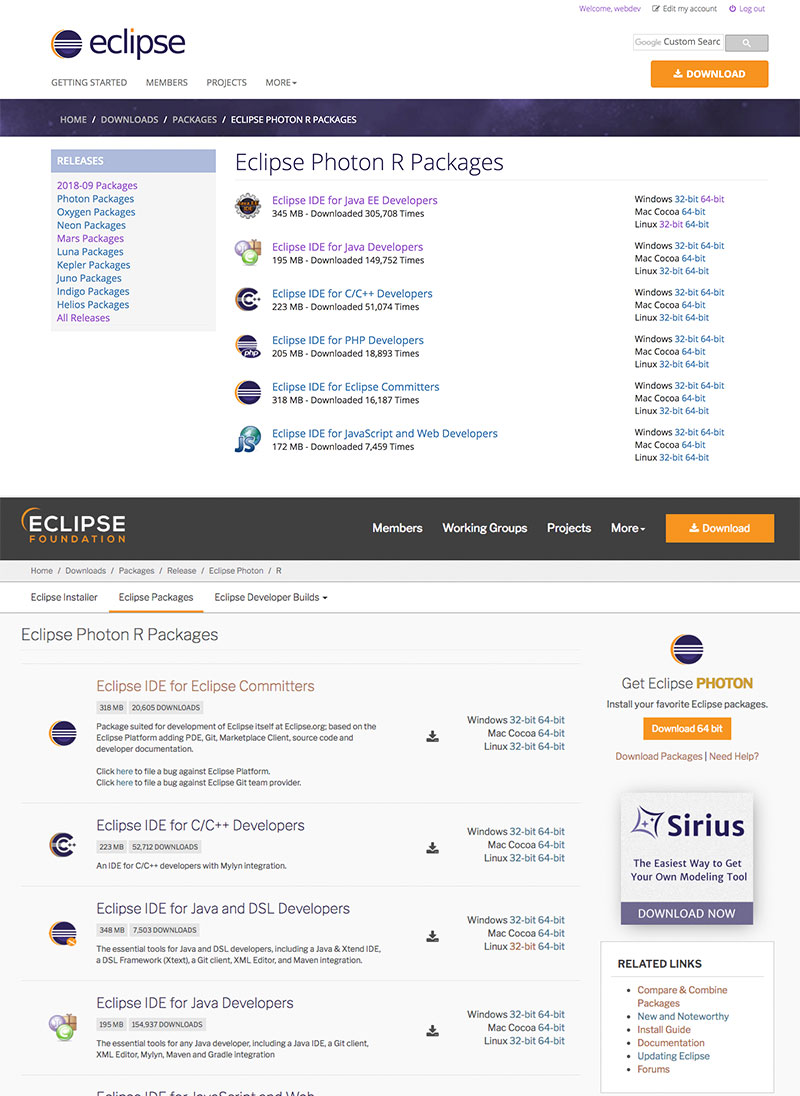 Welcome, webdev Edit my account Log out
eclipse
Google Custom Searc
GETTING STARTED MEMBERS PROJECTS MORE
DOWNLOAD
HOME / DOWNLOADS / PACKAGES / ECLIPSE PHOTON R PACKAGES
RELEASES
2018-09 Packages
Photon Packages
Oxygen Packages
Neon Packages
Mars Packages
Luna Packages
Kepler Packages
Juno Packages
Indigo Packages
Helios Packages
All Releases
Eclipse Photon R Packages
JAVA EE
IDE
Eclipse IDE for Java EE Developers
345 MB - Downloaded 305,708 Times
Windows 32-bit 64-bit
Mac Cocoa 64-bit
Linux 32-bit 64-bit
Eclipse IDE for Java Developers
195 MB - Downloaded 149,752 Times
Windows 32-bit 64-bit
Mac Cocoa 64-bit
Linux 32-bit 64-bit
C++
Eclipse IDE for C/C++ Developers
223 MB - Downloaded 51,074 Times
Windows 32-bit 64-bit
Mac Cocoa 64-bit
Linux 32-bit 64-bit
php
Eclipse IDE for PHP Developers
205 MB - Downloaded 18,893 Times
Windows 32-bit 64-bit
Mac Cocoa 64-bit
Linux 32-bit 64-bit
Eclipse IDE for Eclipse Committers
318 MB - Downloaded 16,187 Times
Windows 32-bit 64-bit
Mac Cocoa 64-bit
Linux 32-bit 64-bit
JS
Eclipse IDE for JavaScript and Web Developers
172 MB - Downloaded 7,459 Times
Windows 32-bit 64-bit
Mac Cocoa 64-bit
Linux 32-bit 64-bit
ECLIPSE
FOUNDATION
Members Working Groups Projects More Download
Home / Downloads / Packages / Release / Eclipse Photon / R
Eclipse Installer Eclipse Packages Eclipse Developer Builds
Eclipse Photon R Packages
Eclipse IDE for Eclipse Committers
318 MB 20,605 DOWNLOADS
Package suited for development of Eclipse itself at Eclipse.org; based on the
Eclipse Platform adding PDE, Git, Marketplace Client, source code and
developer documentation.
Click here to file a bug against Eclipse Platform.
Click here to file a bug against Eclipse Git team provider.
Windows 32-bit 64-bit
Mac Cocoa 64-bit
Linux 32-bit 64-bit
C++
Eclipse IDE for C/C++ Developers
223 MB 52,712 DOWNLOADS
An IDE for C/C++ developers with Mylyn integration.
Windows 32-bit 64-bit
Mac Cocoa 64-bit
Linux 32-bit 64-bit
Eclipse IDE for Java and DSL Developers
348 MB 7,503 DOWNLOADS
The essential tools for Java and DSL developers, including a Java & Xtend IDE,
a DSL Framework (Xtext), a Git client, XML Editor, and Maven integration.
Windows 32-bit 64-bit
Mac Cocoa 64-bit
Linux 32-bit 64-bit
Eclipse IDE for Java Developers
195 MB 154,937 DOWNLOADS
The essential tools for any Java developer, including a Java IDE, a Git client,
XML Editor, Mylyn, Maven and Gradle integration
Windows 32-bit 64-bit
Mac Cocoa 64-bit
Linux 32-bit 64-bit
Eclipse IDE for JavaScript and Web
Get Eclipse PHOTON
Install your favorite Eclipse packages.
Download 64 bit
Download Packages | Need Help?
Sirius
The Easiest Way to Get
Your Own Modeling Tool
DOWNLOAD NOW
RELATED LINKS
Compare & Combine
Packages
New and Noteworthy
Install Guide
Documentation
Updating Eclipse
Forums